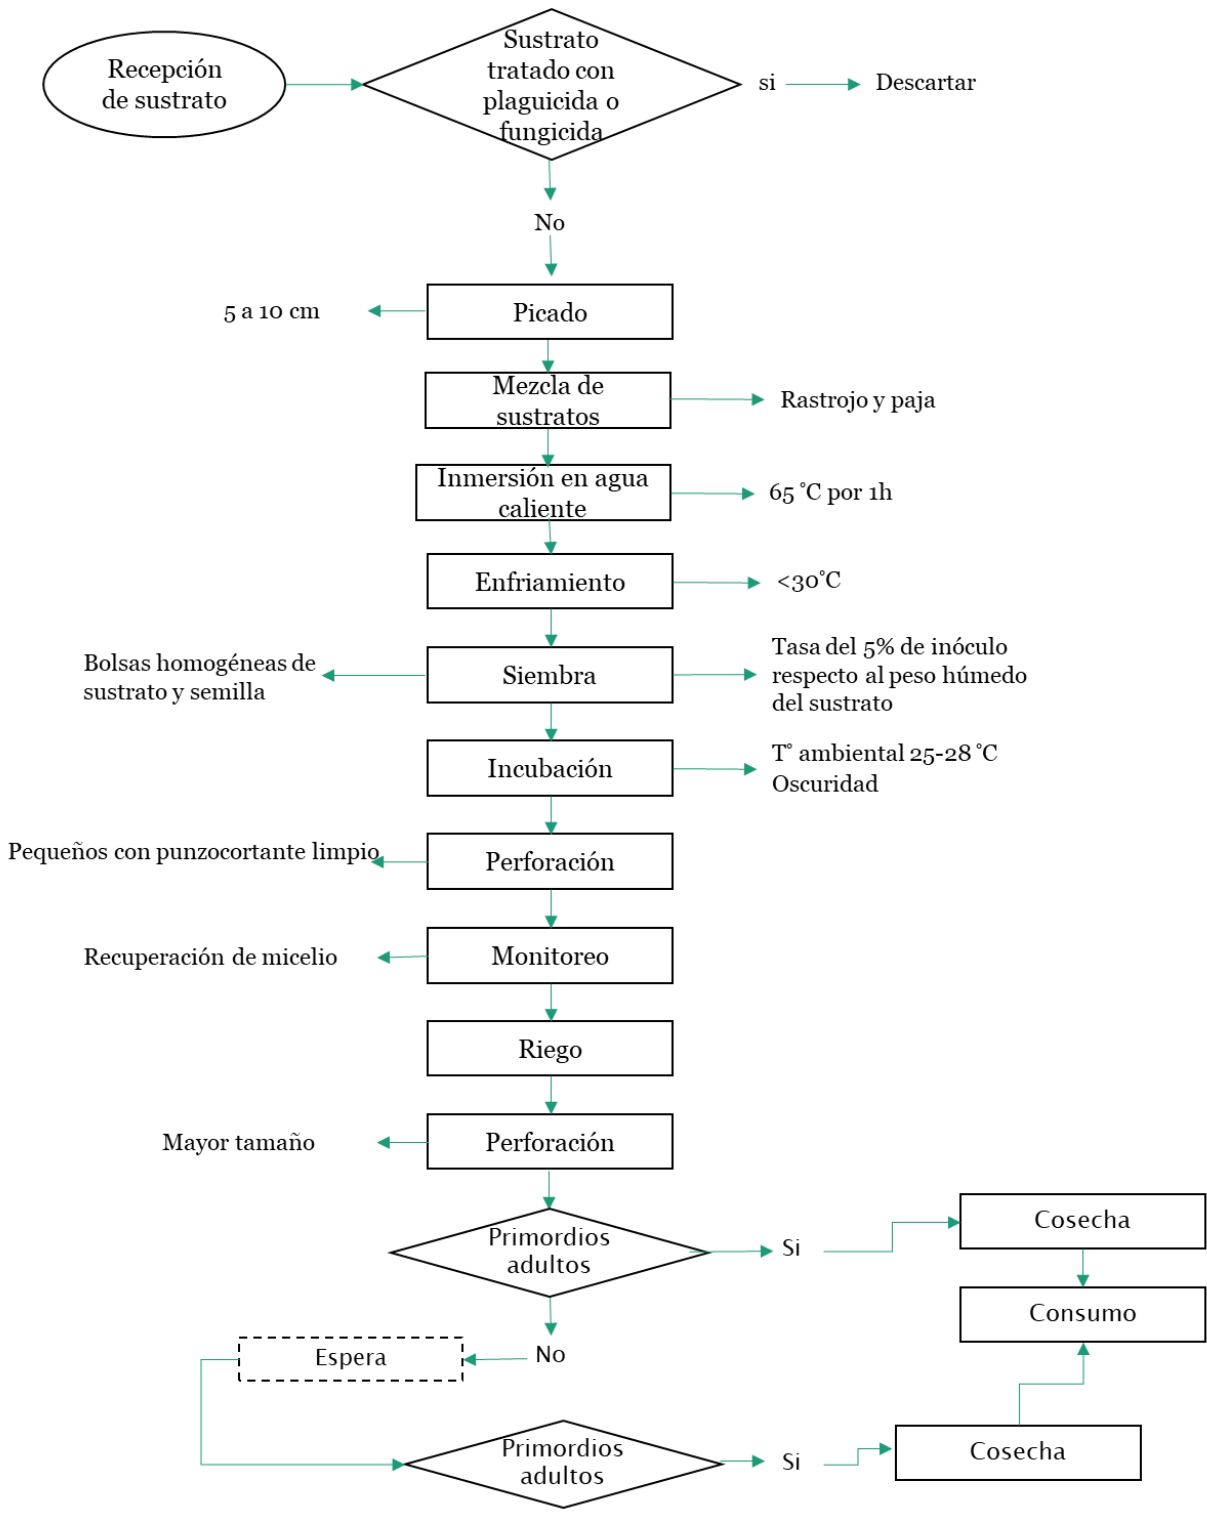 Recepción
de sustrato
Sustrato
tratado con
plaguicida o
fungicida
si
Descartar
No
5 a 10 cm
Picado
Mezcla de
sustratos
Rastrojo y paja
Inmersión en agua
caliente
65 °C por 1h
Enfriamiento
<30°C
Bolsas homogéneas de
sustrato y semilla
Siembra
Tasa del 5% de inóculo
respecto al peso húmedo
del sustrato
Incubación
T° ambiental 25-28 °C
Oscuridad
Pequeños con punzocortante limpio
Perforación
Recuperación de micelio
Monitoreo
Riego
Mayor tamaño
Perforación
Primordios
adultos
Si
Cosecha
Consumo
No
Espera
Primordios
adultos
Si
Cosecha